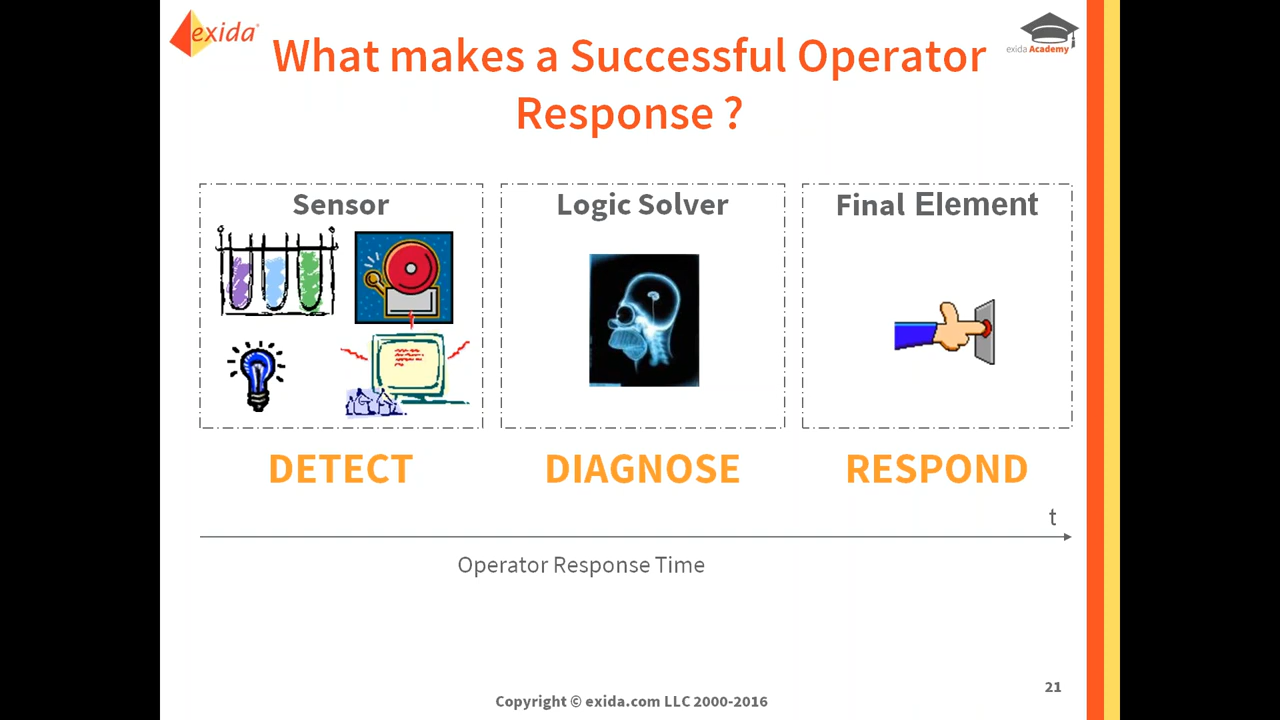 exida
exida Academy
What makes a Successful Operator
Response ?
Sensor
Logic Solver
Final Element
DETECT
DIAGNOSE
RESPOND
t
Operator Response Time
21
Copyright © exida.com LLC 2000-2016